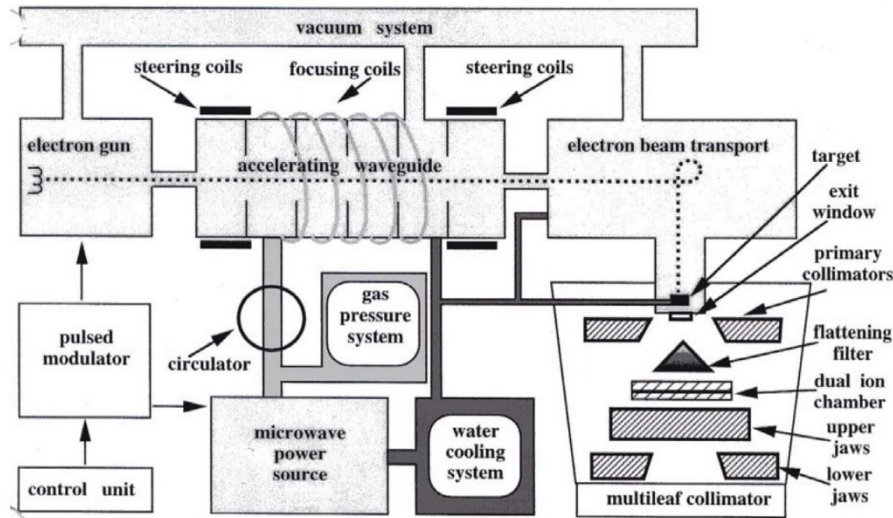 vacuum system
steering coils
focusing coils
steering coils
electron gun
electron beam transport
accelerating waveguide
target
exit
window
primary
collimators
gas
pressure
system
pulsed
modulator
circulator
flattening
filter
dual ion
chamber
microwave
power
source
water
cooling
system
upper
jaws
control unit
lower
jaws
multileaf collimator